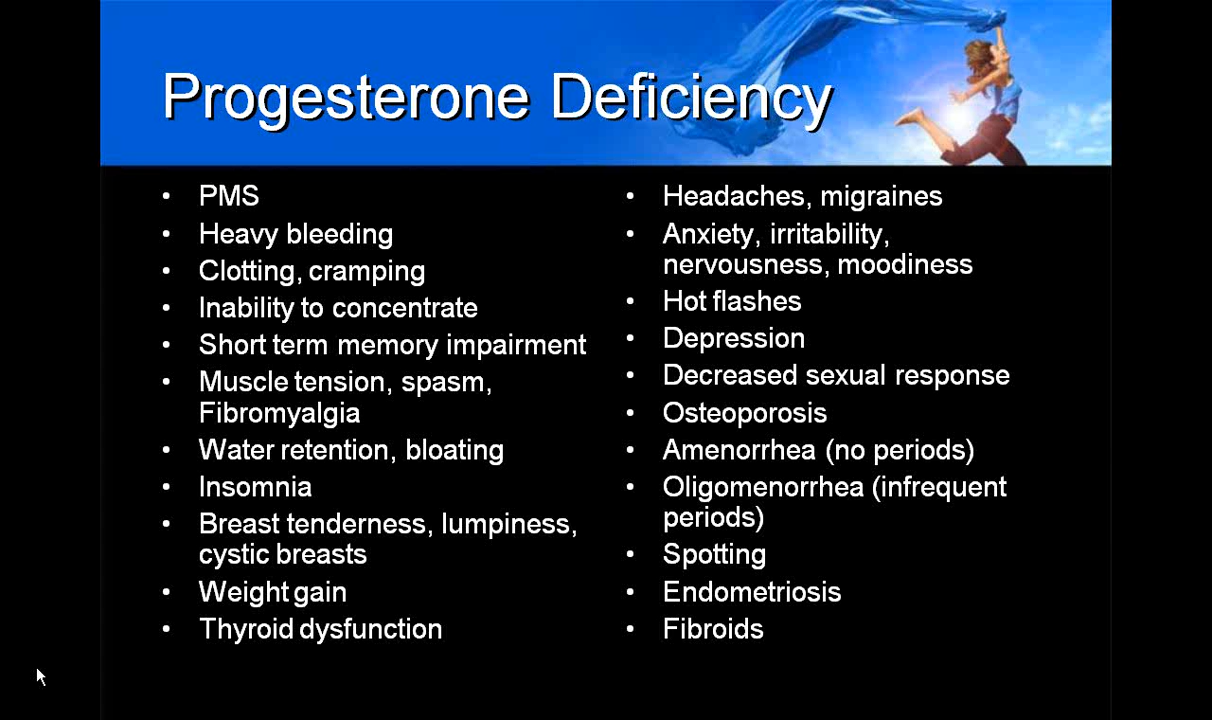 Progesterone Deficiency
• PMS
• Heavy bleeding
• Clotting, cramping
• Inability to concentrate
• Short term memory impairment
• Muscle tension, spasm,
Fibromyalgia
• Water retention, bloating
• Insomnia
• Breast tenderness, lumpiness,
cystic breasts
• Weight gain
• Thyroid dysfunction
• Headaches, migraines
• Anxiety, irritability,
nervousness, moodiness
• Hot flashes
• Depression
• Decreased sexual response
• Osteoporosis
• Amenorrhea (no periods)
• Oligomenorrhea (infrequent
periods)
• Spotting
• Endometriosis
• Fibroids